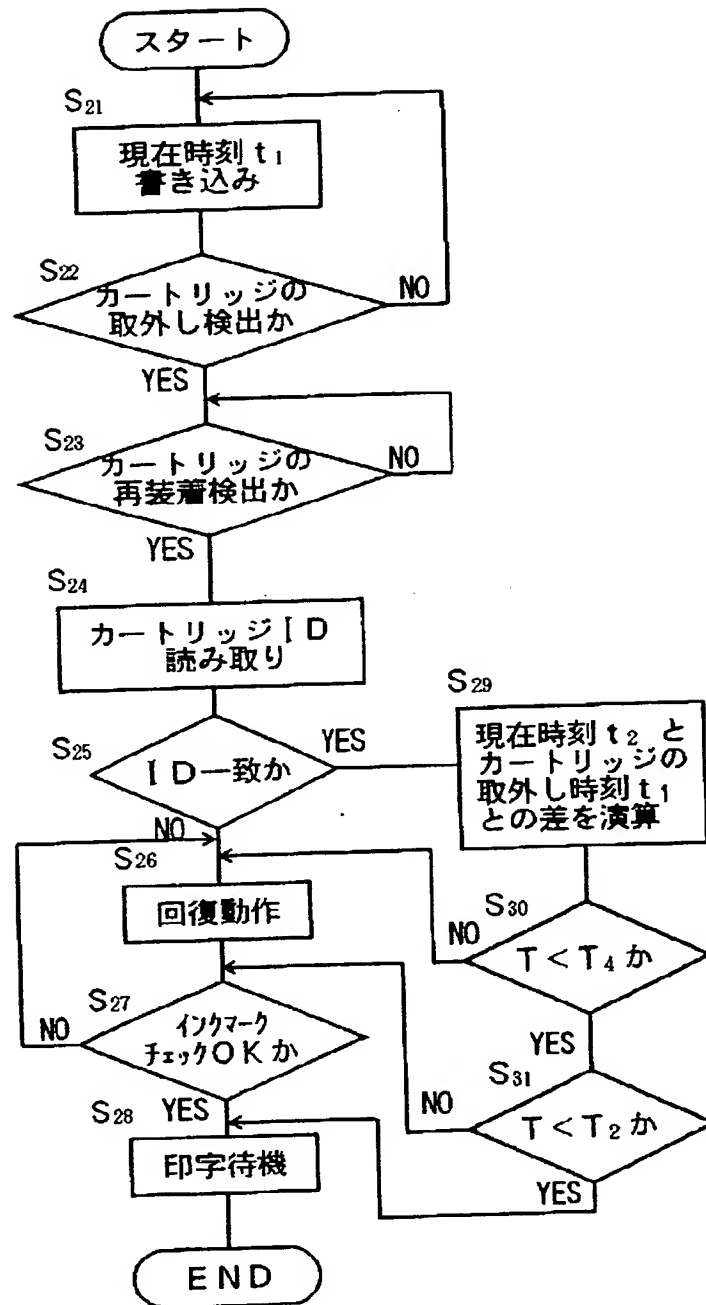 スタート
S21
現在時刻 t1
書き込み
S22
カートリッジの
取外し検出か
NO
YES
S23
カートリッジの
再装着検出か
NO
YES
S24
カートリッジID
読み取り
S25
ID一致か
YES
NO
S29
現在時刻 t2 と
カートリッジの
取外し時刻 t1
との差を演算
S26
回復動作
S30
T<T4か
NO
YES
S27
インクマーク
チェックOKか
NO
YES
S31
T<T2か
NO
YES
S28
印字待機
END